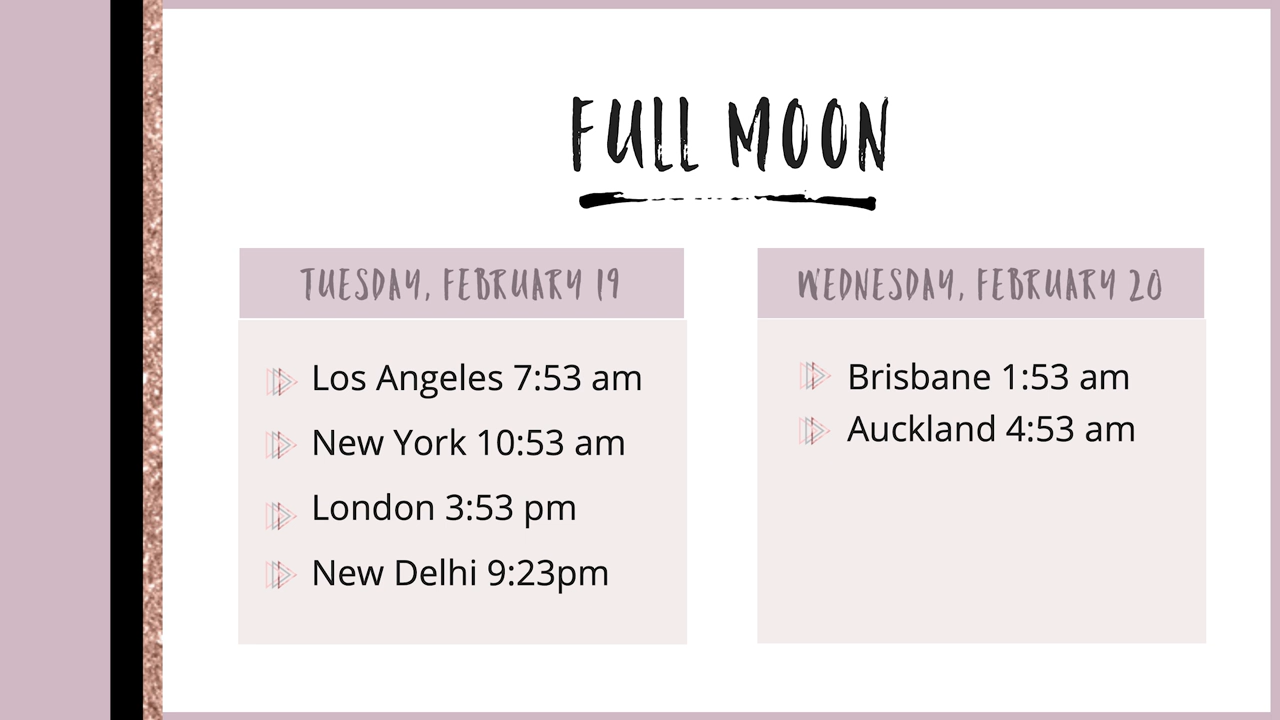 FULL MOON
TUESDAY, FEBRUARY 19
Los Angeles 7:53 am
New York 10:53 am
London 3:53 pm
New Delhi 9:23pm
WEDNESDAY, FEBRUARY 20
Brisbane 1:53 am
Auckland 4:53 am